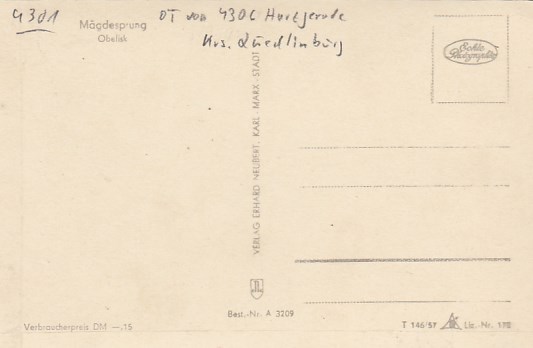 4301
Mägdesprung
Obelisk
OT von 4306 Harzgerode
Krs. Quedlinburg
Echte
Photographie
VERLAG ERHARD NEUBERT, KARL-MARX-STADT
Best.-Nr. A 3209
Verbraucherpreis DM —.15
T 146/57
Liz.-Nr.